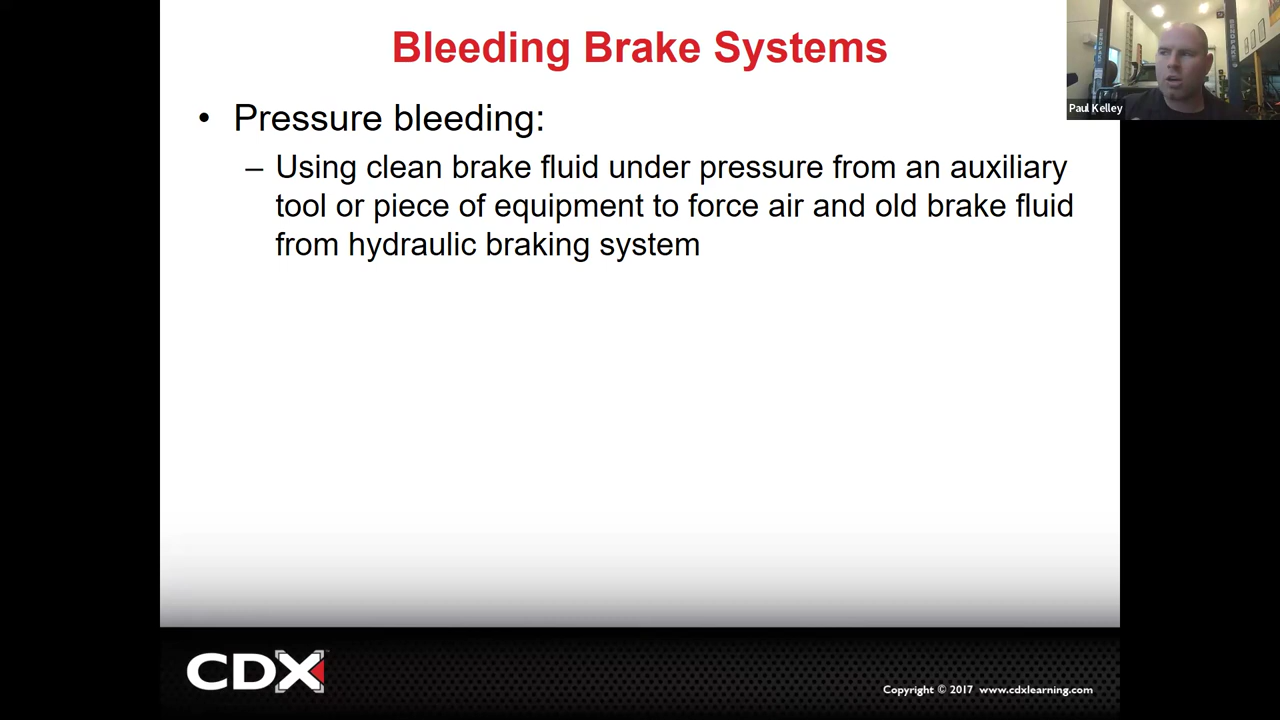 Bleeding Brake Systems
• Pressure bleeding:
– Using clean brake fluid under pressure from an auxiliary
tool or piece of equipment to force air and old brake fluid
from hydraulic braking system
Paul Kelley
CDX
Copyright © 2017 www.cdxlearning.com